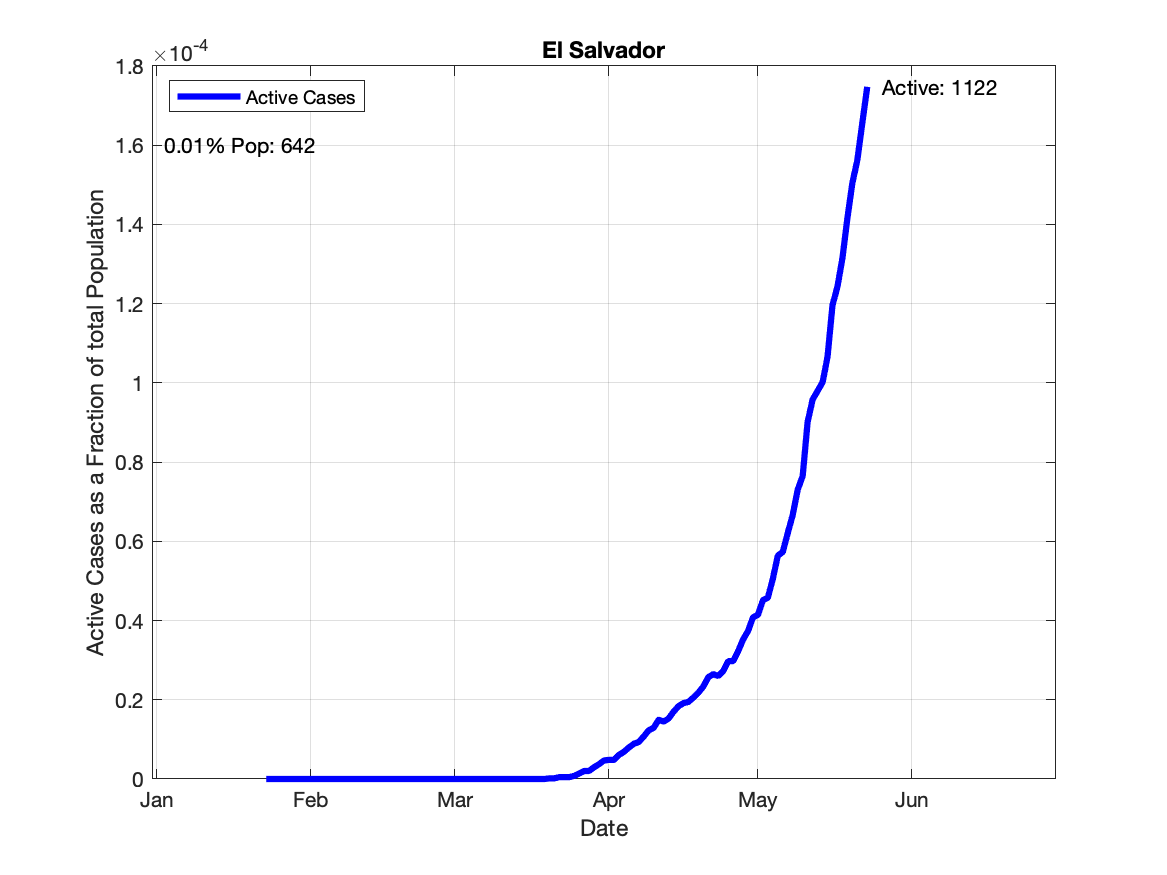 El Salvador
×10-4
1.8
1.6
1.4
1.2
1
0.8
0.6
0.4
0.2
0
Active Cases
0.01% Pop: 642
Active: 1122
Active Cases as a Fraction of total Population
Jan Feb Mar Apr May Jun
Date